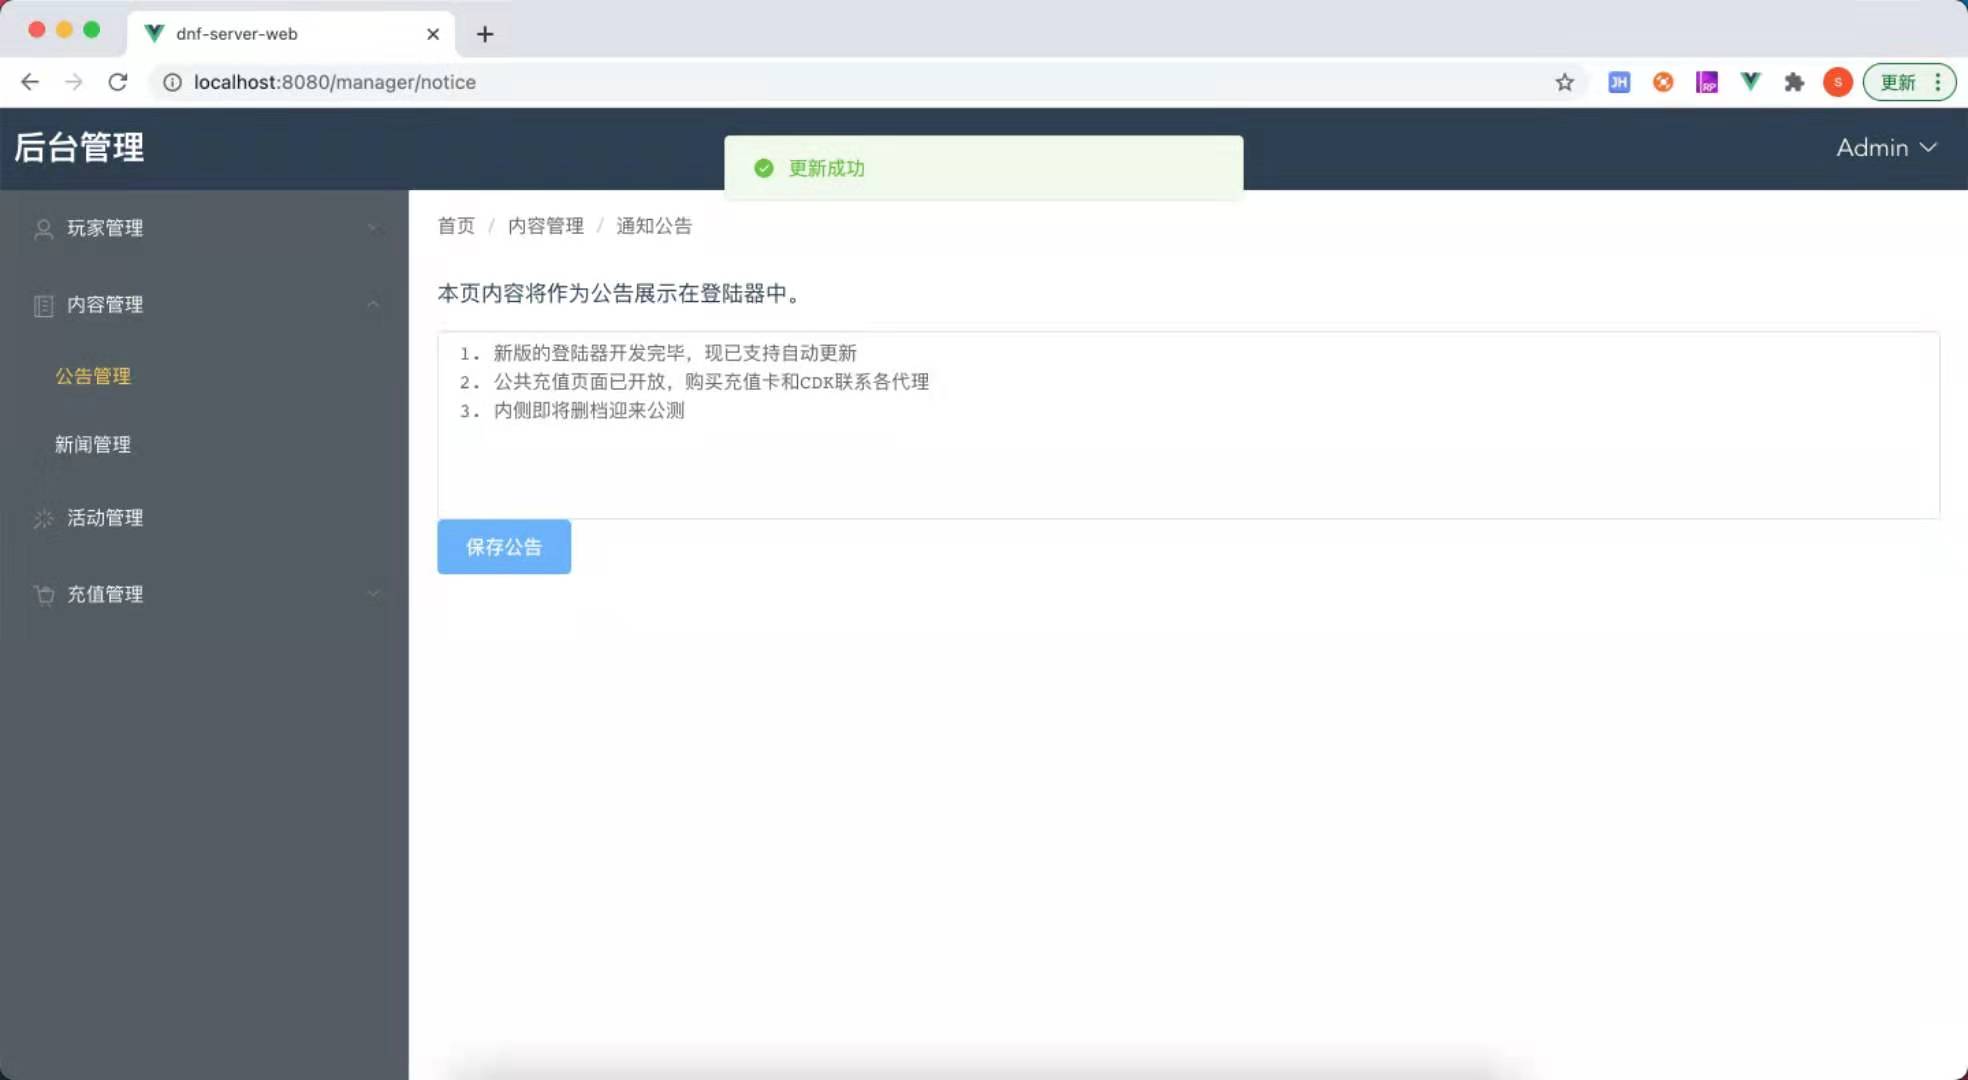 dnf-server-web
localhost:8080/manager/notice
JH
RP
S
更新
后台管理
更新成功
Admin
玩家管理
内容管理
公告管理
新闻管理
活动管理
充值管理
首页 / 内容管理 / 通知公告
本页内容将作为公告展示在登陆器中。
1. 新版的登陆器开发完毕，现已支持自动更新
2. 公共充值页面已开放，购买充值卡和CDK联系各代理
3. 内侧即将删档迎来公测
保存公告